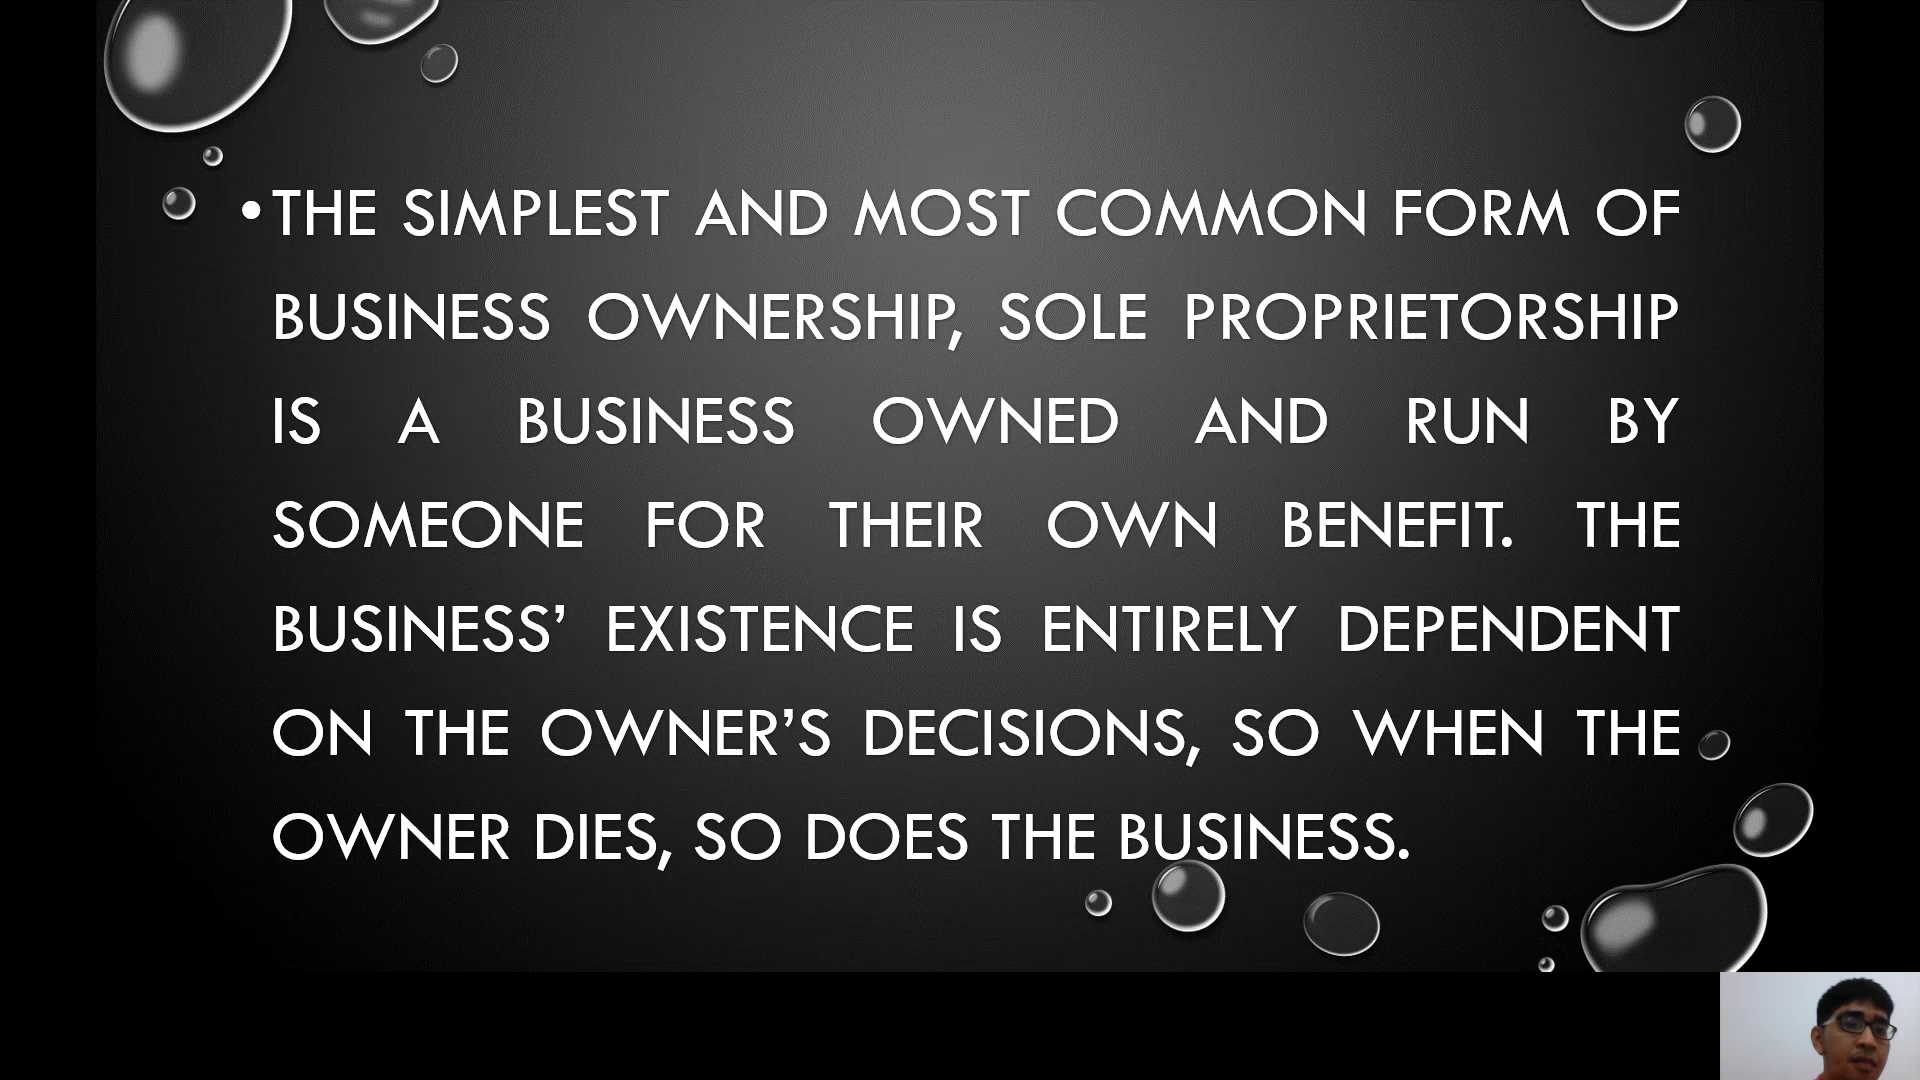 •THE SIMPLEST AND MOST COMMON FORM OF
BUSINESS OWNERSHIP, SOLE PROPRIETORSHIP
IS A BUSINESS OWNED AND RUN BY
SOMEONE FOR THEIR OWN BENEFIT. THE
BUSINESS’ EXISTENCE IS ENTIRELY DEPENDENT
ON THE OWNER’S DECISIONS, SO WHEN THE
OWNER DIES, SO DOES THE BUSINESS.